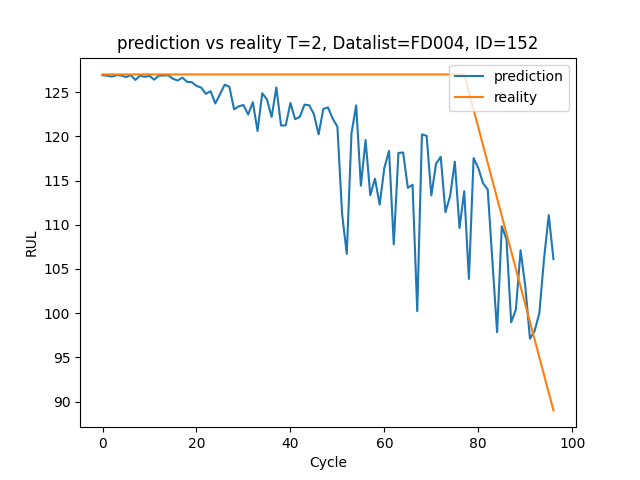 prediction vs reality T=2, Datalist=FD004, ID=152
prediction
reality
RUL
125
120
115
110
105
100
95
90
0 20 40 60 80 100
Cycle